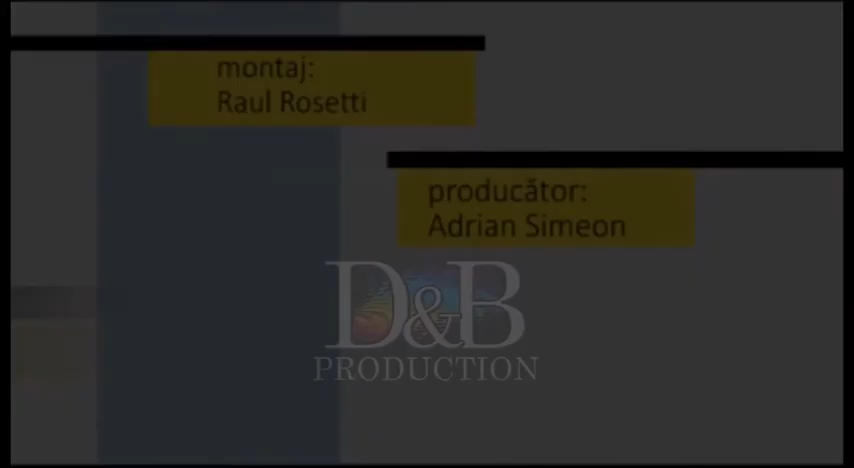 montaj:
Raul Rosetti
producător:
Adrian Simeon
D&B
PRODUCTION